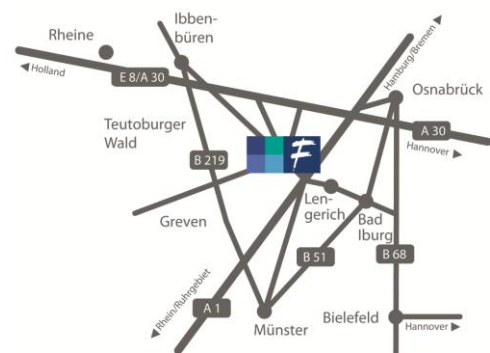 Ibben-
büren
Rheine
Holland
E 8/A 30
Hamburg/Bremen
Osnabrück
A 30
Hannover
Teutoburger
Wald
B 219
F
Len-
gerich
Bad
Iburg
Greven
B 51
B 68
Rhein/Ruhrgebiet
A 1
Münster
Bielefeld
Hannover